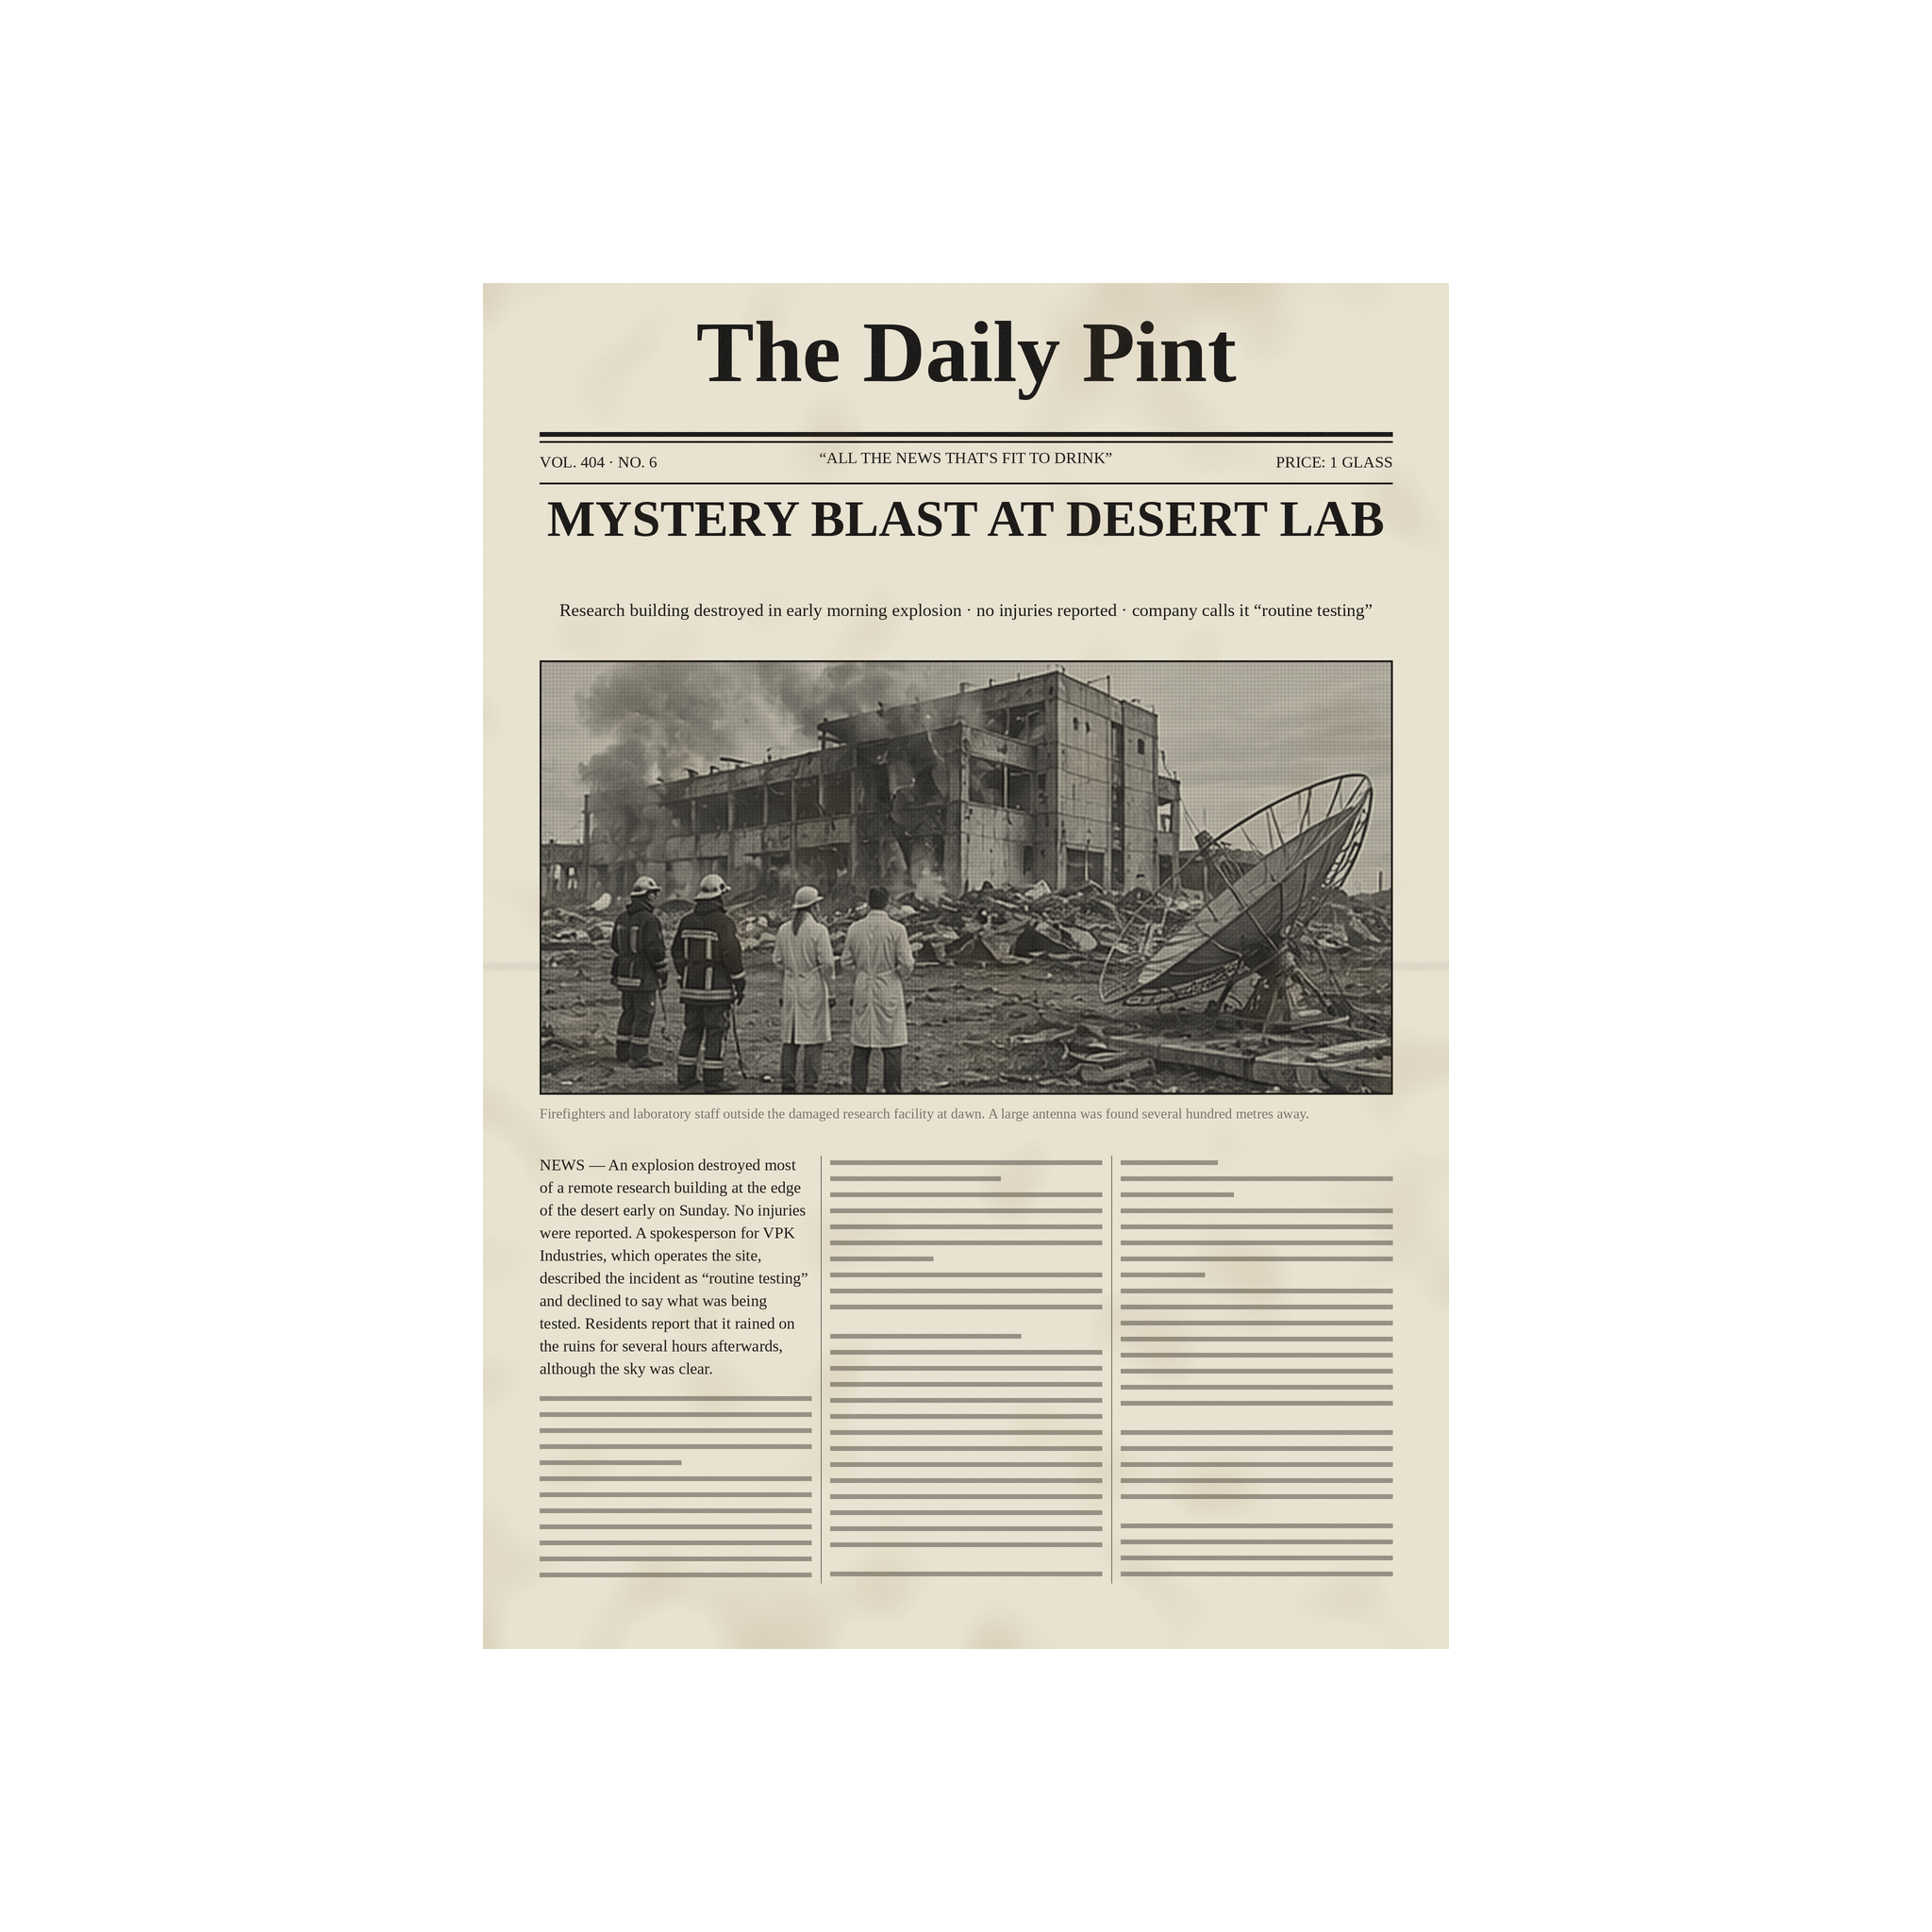 The Daily Pint
VOL. 404 · NO. 6
“ALL THE NEWS THAT'S FIT TO DRINK”
PRICE: 1 GLASS
MYSTERY BLAST AT DESERT LAB
Research building destroyed in early morning explosion · no injuries reported · company calls it “routine testing”
Firefighters and laboratory staff outside the damaged research facility at dawn. A large antenna was found several hundred metres away.
NEWS — An explosion destroyed most
of a remote research building at the edge
of the desert early on Sunday. No injuries
were reported. A spokesperson for VPK
Industries, which operates the site,
described the incident as “routine testing”
and declined to say what was being
tested. Residents report that it rained on
the ruins for several hours afterwards,
although the sky was clear.